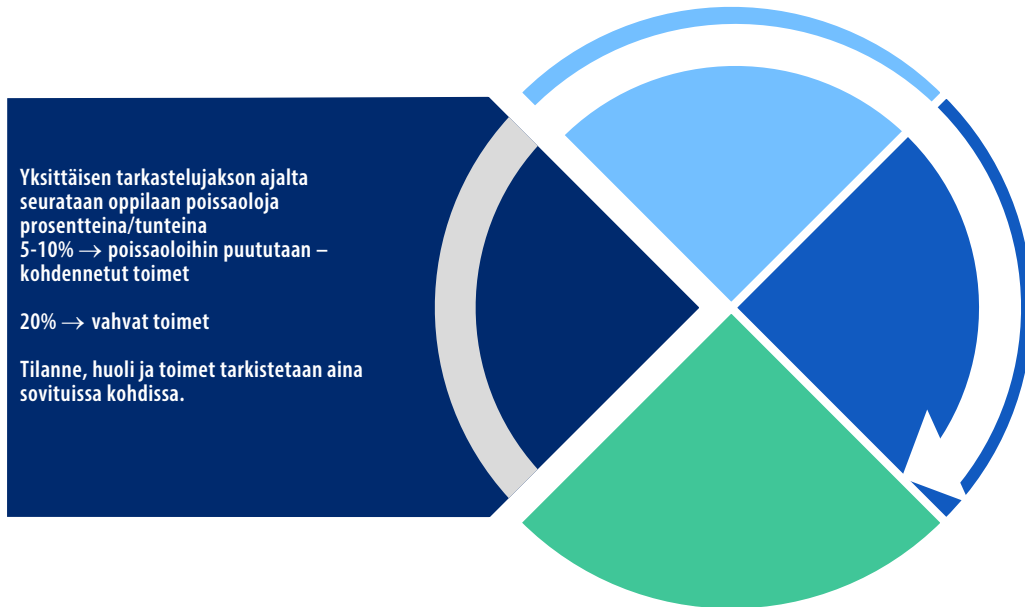 Yksittäisen tarkastelujakson ajalta
seurataan oppilaan poissaoloja
prosentteina/tunteina
5-10% → poissaoloihin puututaan –
kohdennetut toimet
20% → vahvat toimet
Tilanne, huoli ja toimet tarkistetaan aina
sovituissa kohdissa.